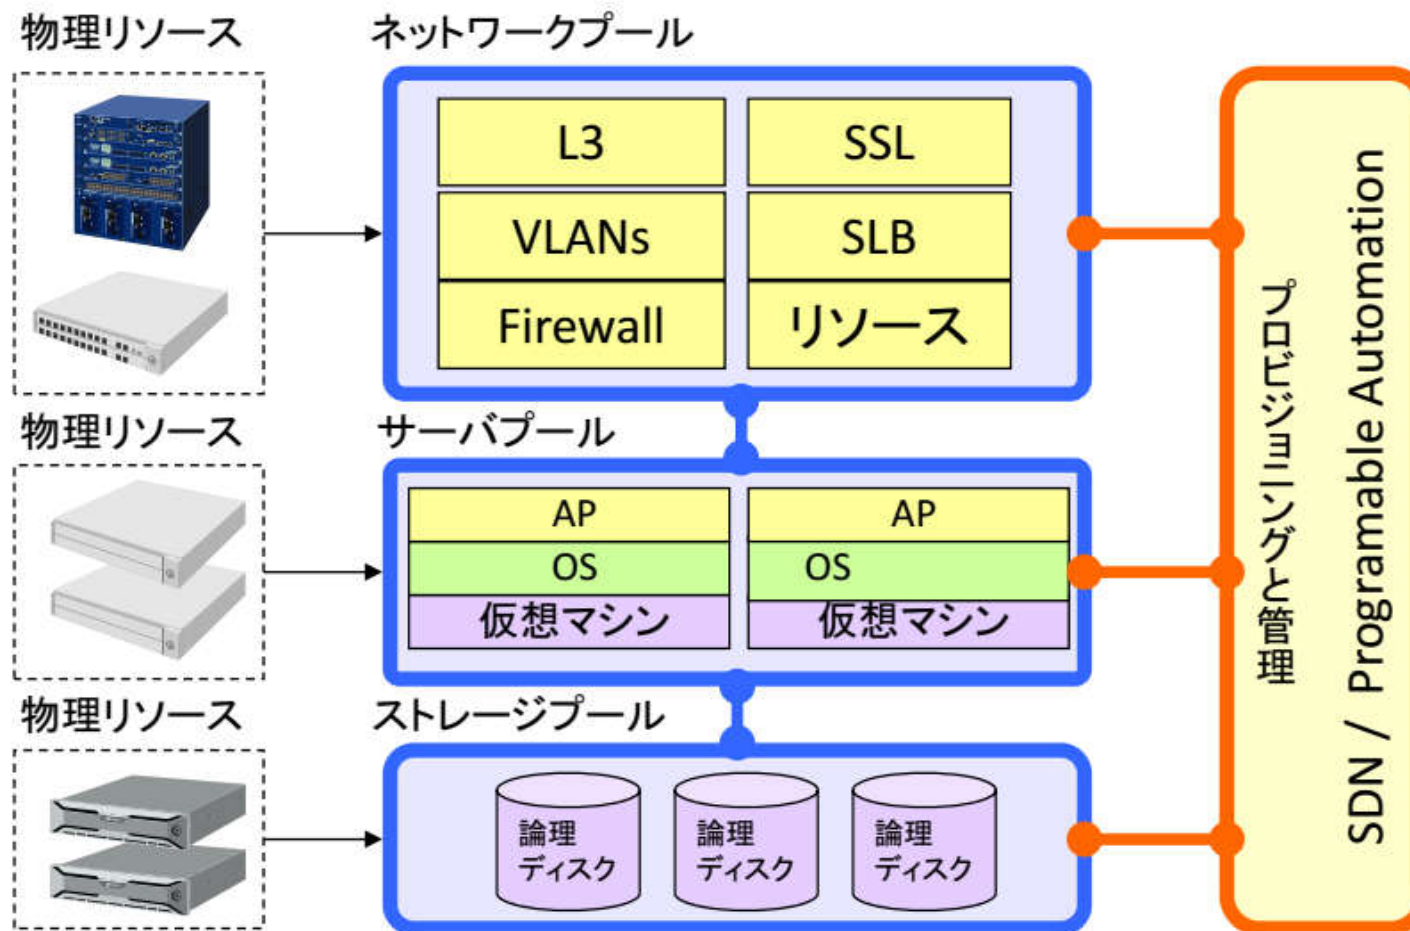 物理リソース
ネットワークプール
L3
SSL
VLANs
SLB
Firewall
リソース
物理リソース
サーバプール
AP
AP
OS
OS
仮想マシン
仮想マシン
物理リソース
ストレージプール
論理
ディスク
論理
ディスク
論理
ディスク
プロビジョニングと管理
SDN / Programable Automation